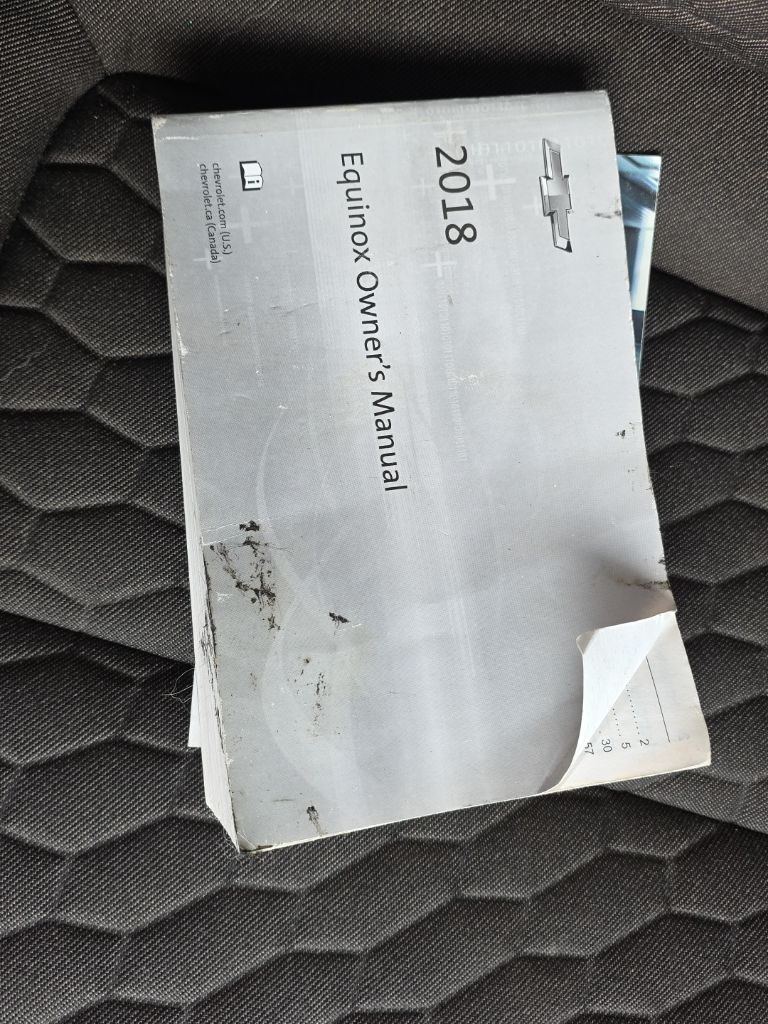 2018
Equinox Owner's Manual
chevrolet.com (U.S.)
chevrolet.ca (Canada)
2
5
30
57